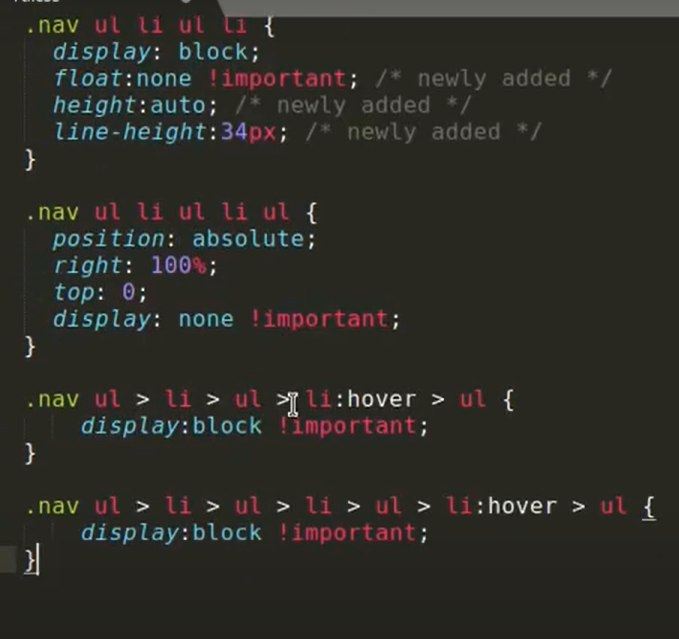 .nav ul li ul li {
display: block;
float:none !important; /* newly added */
height:auto; /* newly added */
line-height:34px; /* newly added */
}
.nav ul li ul li ul {
position: absolute;
right: 100%;
top: 0;
display: none !important;
}
.nav ul > li > ul > li:hover > ul {
display:block !important;
}
.nav ul > li > ul > li > ul > li:hover > ul {
display:block !important;
}